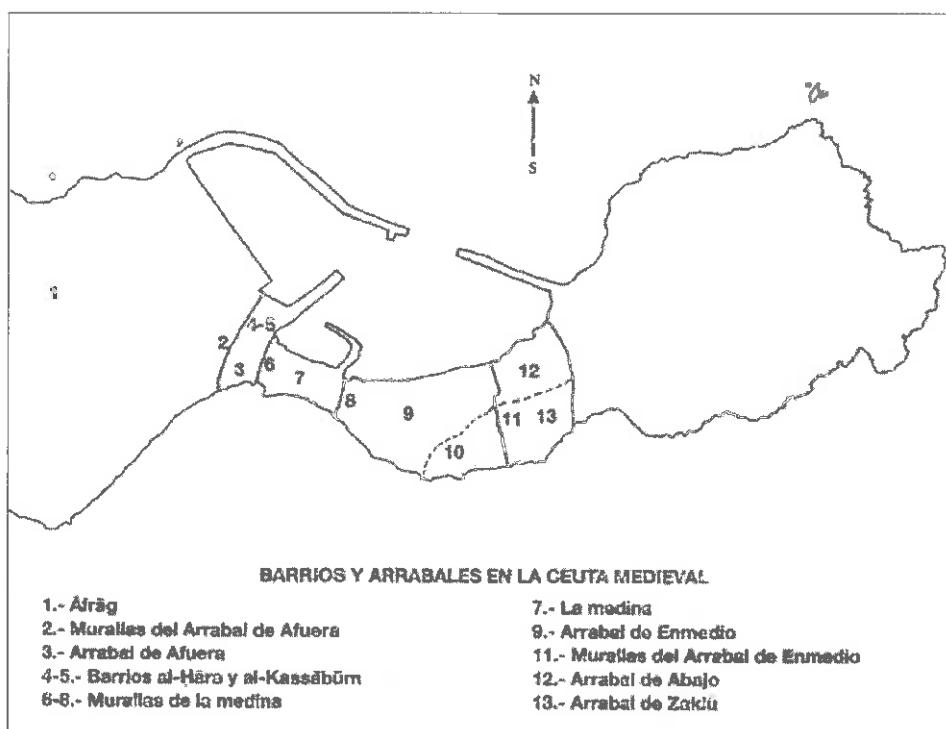 N
S
4-5
2
3
6
7
8
9
10
11
12
13
BARRIOS Y ARRABALES EN LA CEUTA MEDIEVAL
1.- Āfrāg
2.- Murallas del Arrabal de Afuera
3.- Arrabal de Afuera
4-5.- Barrios al-Hāra y al-Kassābūm
6-8.- Murallas de la medina
7.- La medina
9.- Arrabal de Enmedio
11.- Murallas del Arrabal de Enmedio
12.- Arrabal de Abajo
13.- Arrabal de Zaklū